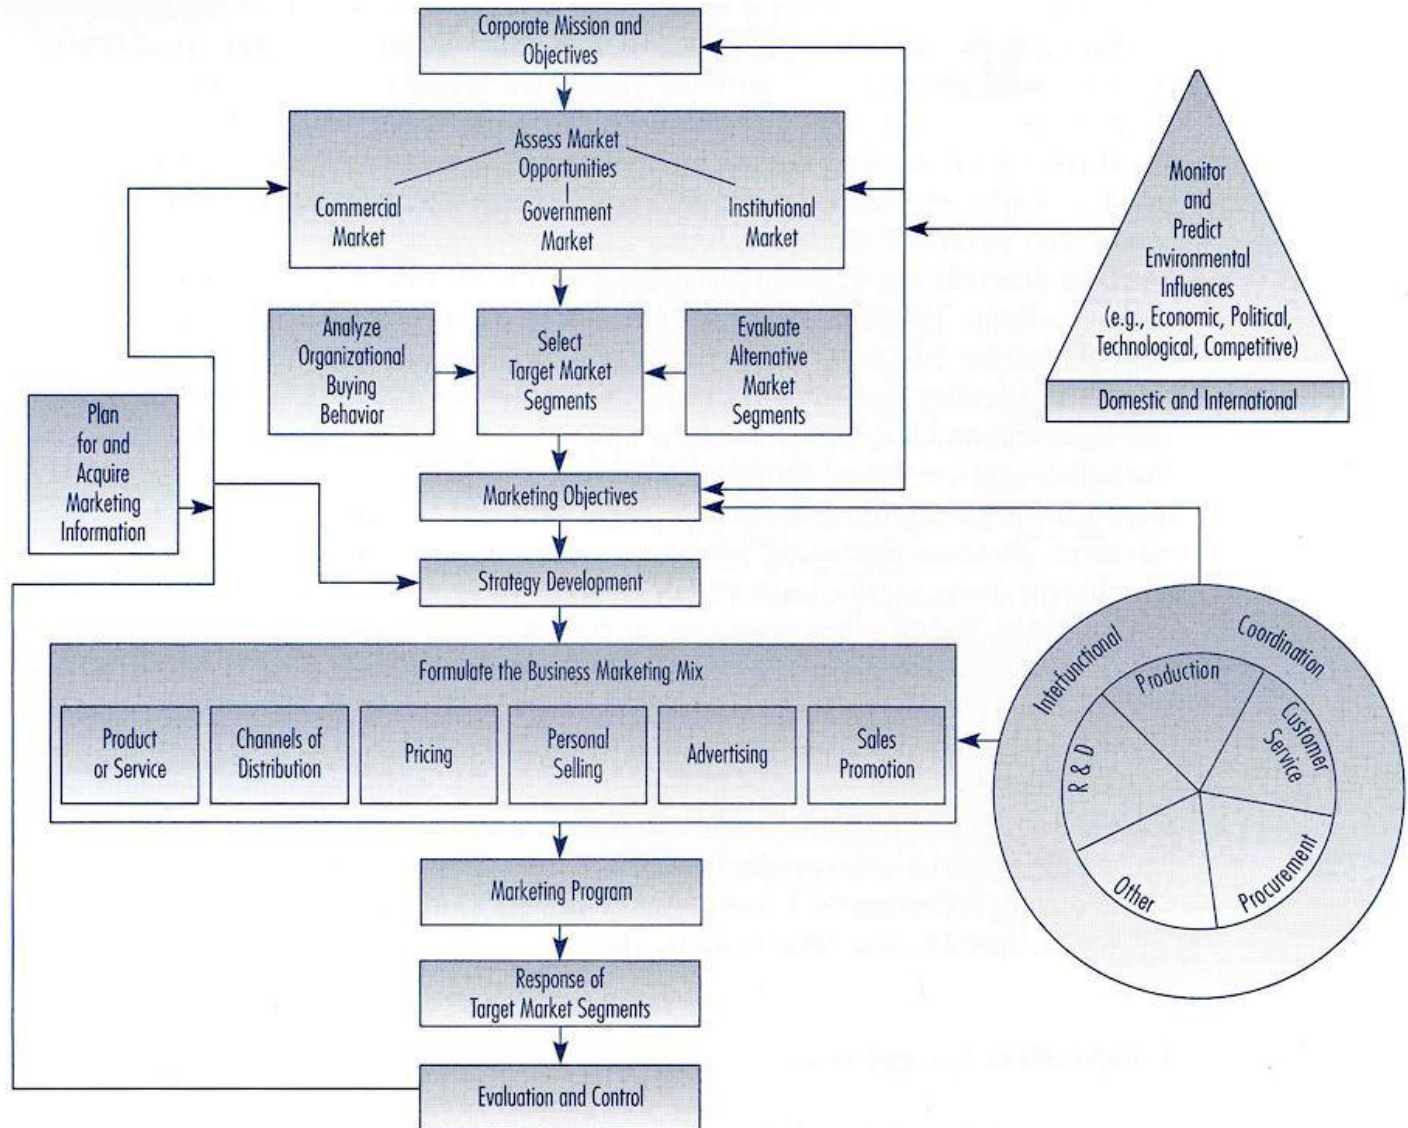 Corporate Mission and
Objectives
Assess Market
Opportunities
Commercial
Market
Government
Market
Institutional
Market
Monitor
and
Predict
Environmental
Influences
(e.g., Economic, Political,
Technological, Competitive)
Domestic and International
Analyze
Organizational
Buying
Behavior
Select
Target Market
Segments
Evaluate
Alternative
Market
Segments
Plan
for and
Acquire
Marketing
Information
Marketing Objectives
Strategy Development
Formulate the Business Marketing Mix
Product
or Service
Channels of
Distribution
Pricing
Personal
Selling
Advertising
Sales
Promotion
Interfunctional
Coordination
Production
Customer
Service
R & D
Other
Procurement
Marketing Program
Response of
Target Market Segments
Evaluation and Control